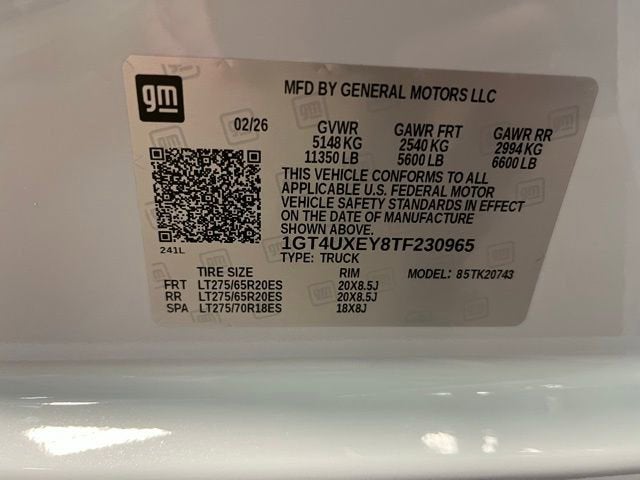 gm
MFD BY GENERAL MOTORS LLC
02/26 GVWR GAWR FRT GAWR RR
5148 KG 2540 KG 2994 KG
11350 LB 5600 LB 6600 LB
THIS VEHICLE CONFORMS TO ALL
APPLICABLE U.S. FEDERAL MOTOR
VEHICLE SAFETY STANDARDS IN EFFECT
ON THE DATE OF MANUFACTURE
SHOWN ABOVE.
1GT4UXEY8TF230965
241L
TYPE: TRUCK
TIRE SIZE RIM MODEL: 85TK20743
FRT LT275/65R20ES 20X8.5J
RR LT275/65R20ES 20X8.5J
SPA LT275/70R18ES 18X8J